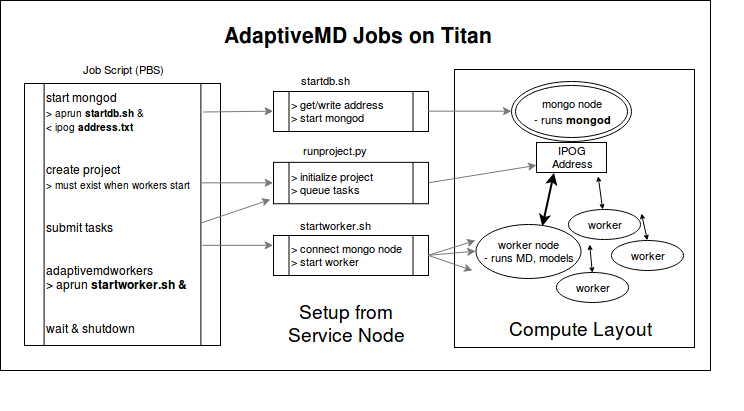 AdaptiveMD Jobs on Titan
Job Script (PBS)
start mongod
> aprun startdb.sh &
< ipog address.txt
create project
> must exist when workers start
submit tasks
adaptivemdworkers
> aprun startworker.sh &
wait & shutdown
startdb.sh
> get/write address
> start mongod
runproject.py
> initialize project
> queue tasks
startworker.sh
> connect mongo node
> start worker
Setup from
Service Node
mongo node
- runs mongod
IPOG
Address
worker node
- runs MD, models
worker
worker
worker
Compute Layout